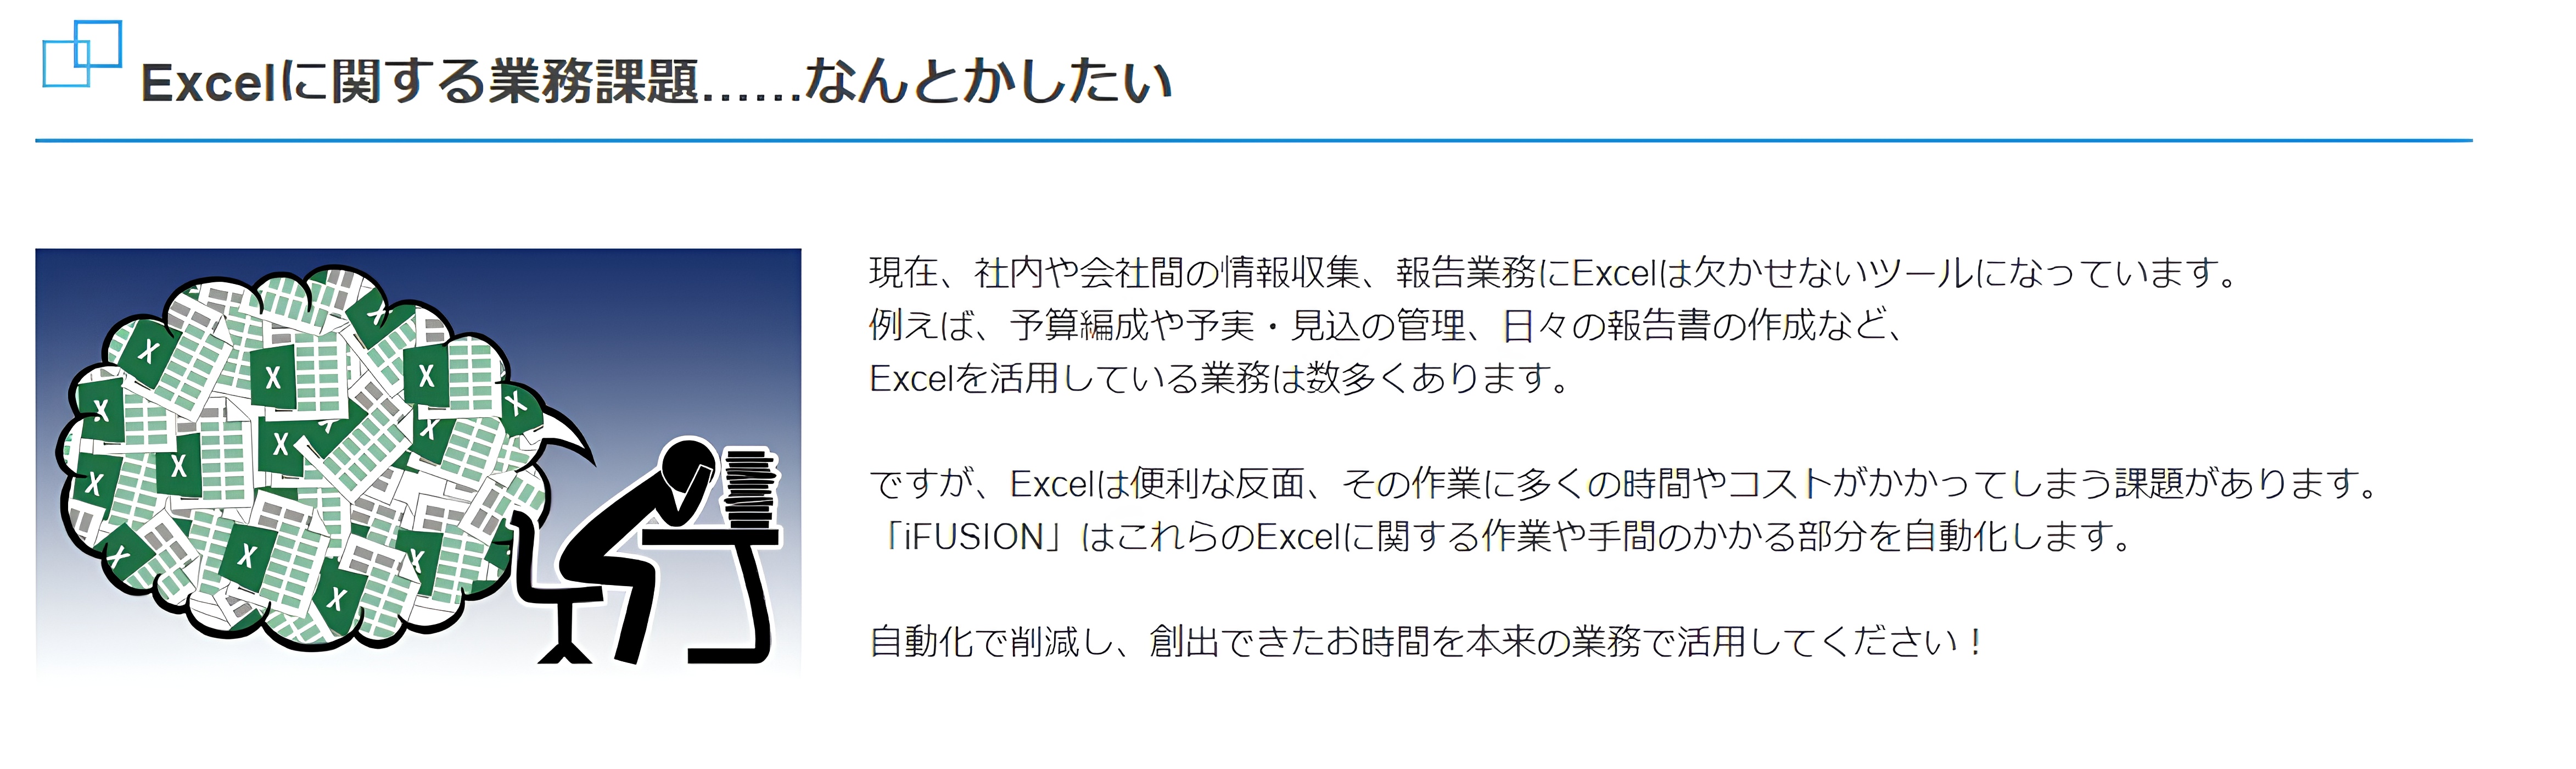 Excelに関する業務課題……なんとかしたい
現在、社内や会社間の情報収集、報告業務にExcelは欠かせないツールになっています。
例えば、予算編成や予実・見込の管理、日々の報告書の作成など、
Excelを活用している業務は数多くあります。
ですが、Excelは便利な反面、その作業に多くの時間やコストがかかってしまう課題があります。
「iFUSION」はこれらのExcelに関する作業や手間のかかる部分を自動化します。
自動化で削減し、創出できたお時間を本来の業務で活用してください！